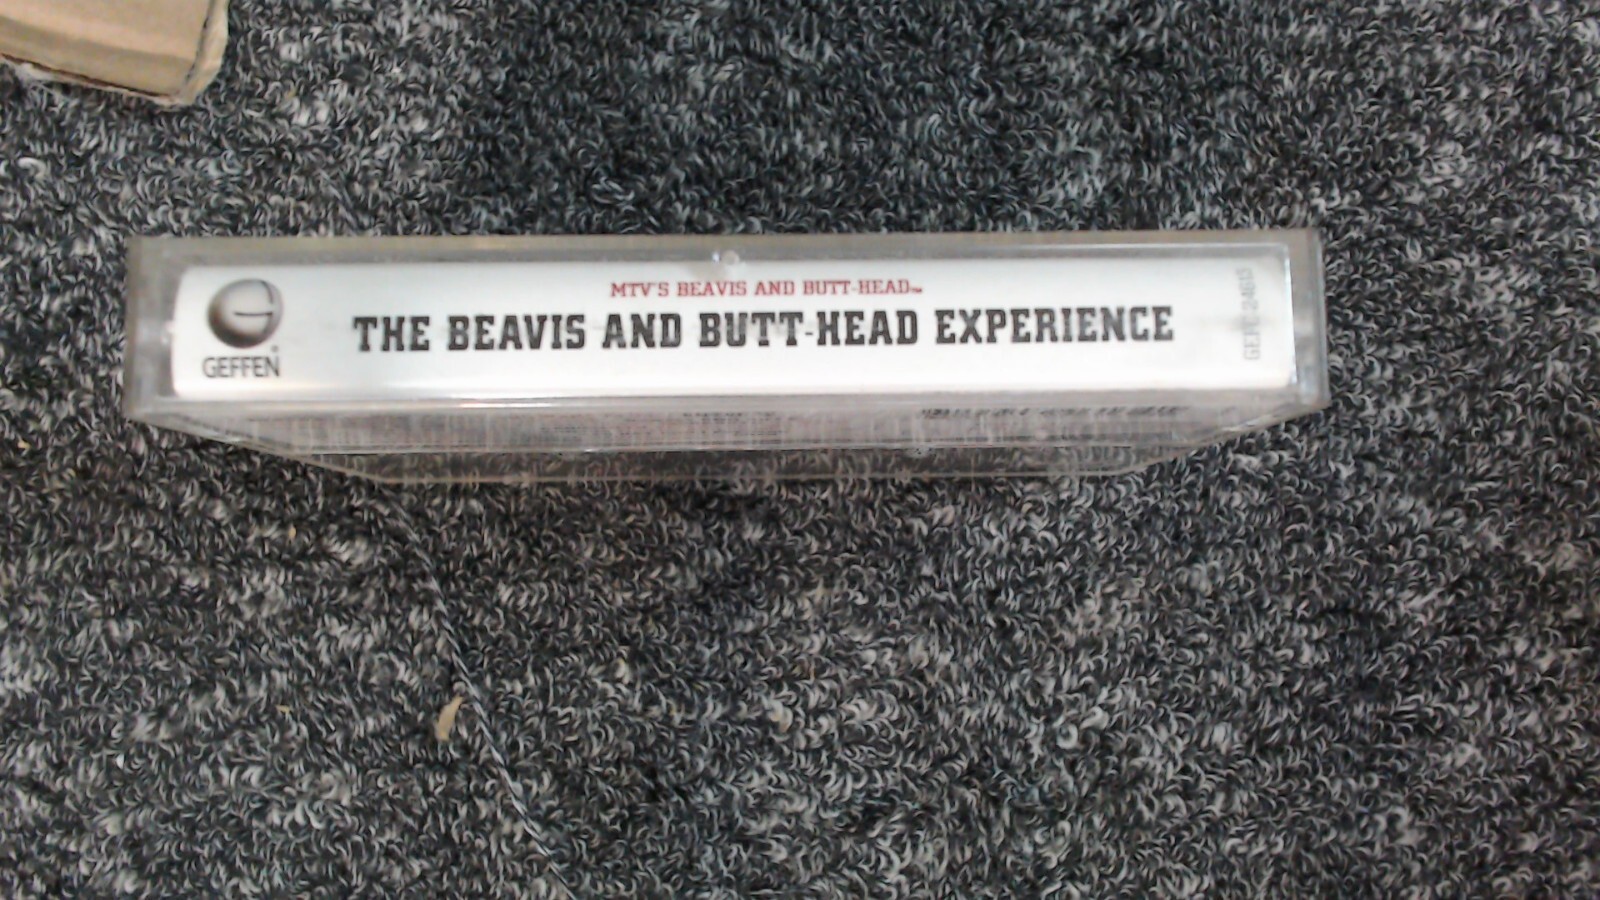 MTV'S BEAVIS AND BUTT-HEAD™
THE BEAVIS AND BUTT-HEAD EXPERIENCE
GEFFEN®